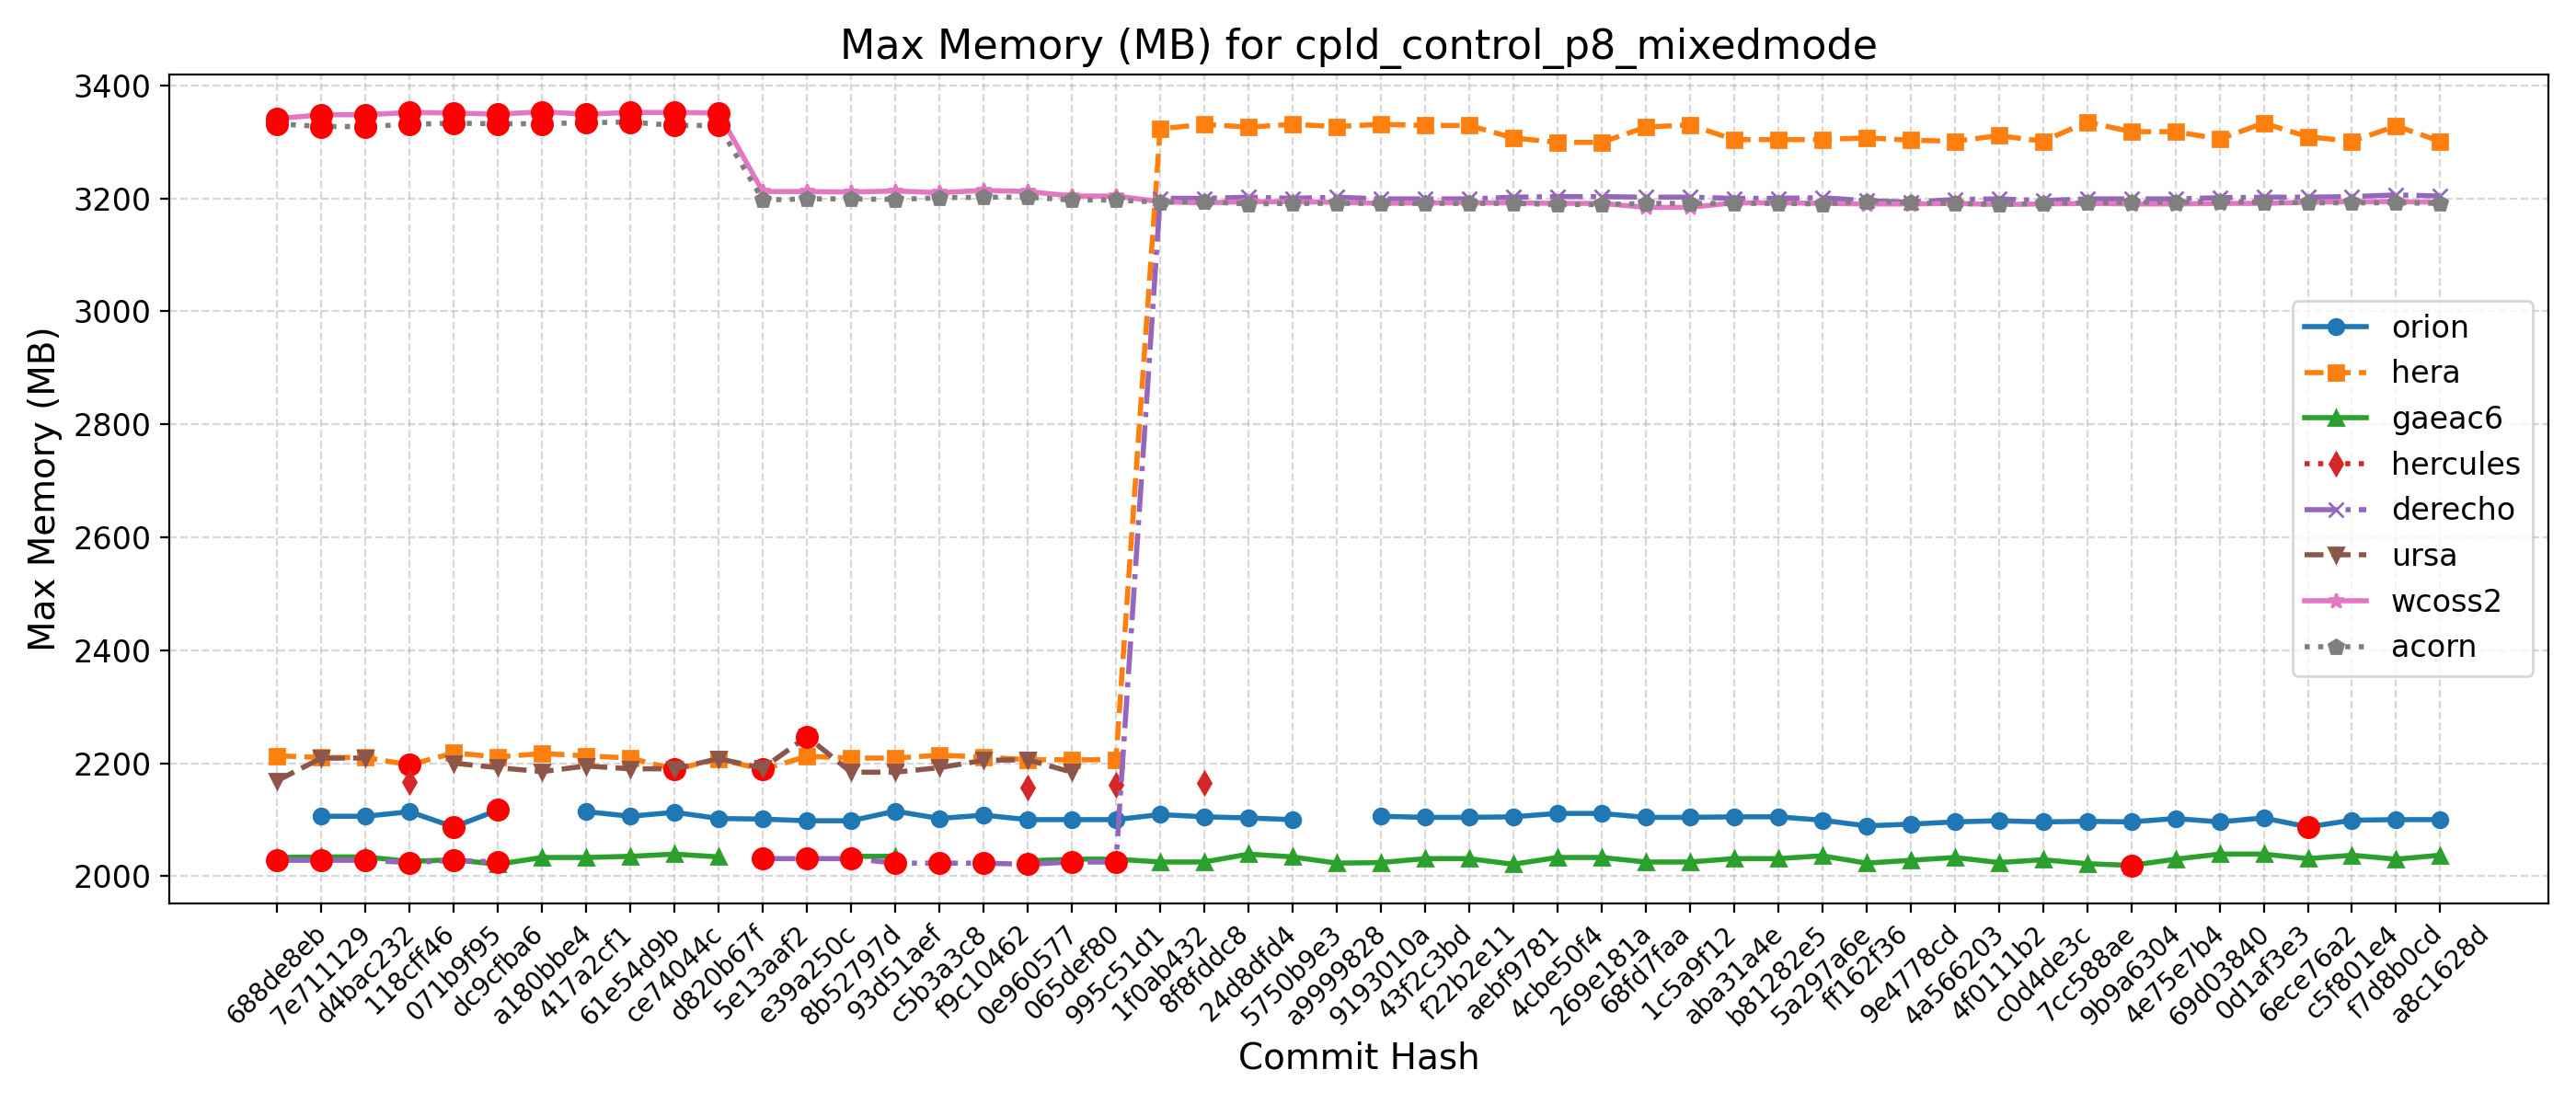 Max Memory (MB) for cpld_control_p8_mixedmode
Max Memory (MB)
3400
3200
3000
2800
2600
2400
2200
2000
orion
hera
gaeac6
hercules
derecho
ursa
wcoss2
acorn
688de8eb
7e711129
d4bac232
118cff46
071b9f95
dc9cfba6
a180bbe4
417a2cf1
61e54d9b
ce74044c
d820b67f
5e13aaf2
e39a250c
8b52797d
93d51aef
c5b3a3c8
f9c10462
0e960577
065def80
995c51d1
1f0ab432
8f8fddc8
24d8dfd4
5750b9e3
a9999828
9193010a
43f2c3bd
f22b2e11
aebf9781
4cbe50f4
269e181a
68fd7faa
1c5a9f12
aba31a4e
b81282e5
5a297a6e
ff162f36
9e4778cd
4a566203
4f0111b2
c0d4de3c
7cc588ae
9b9a6304
4e75e7b4
69d03840
0d1af3e3
6ece76a2
c5f801e4
f7d8b0cd
a8c1628d
Commit Hash